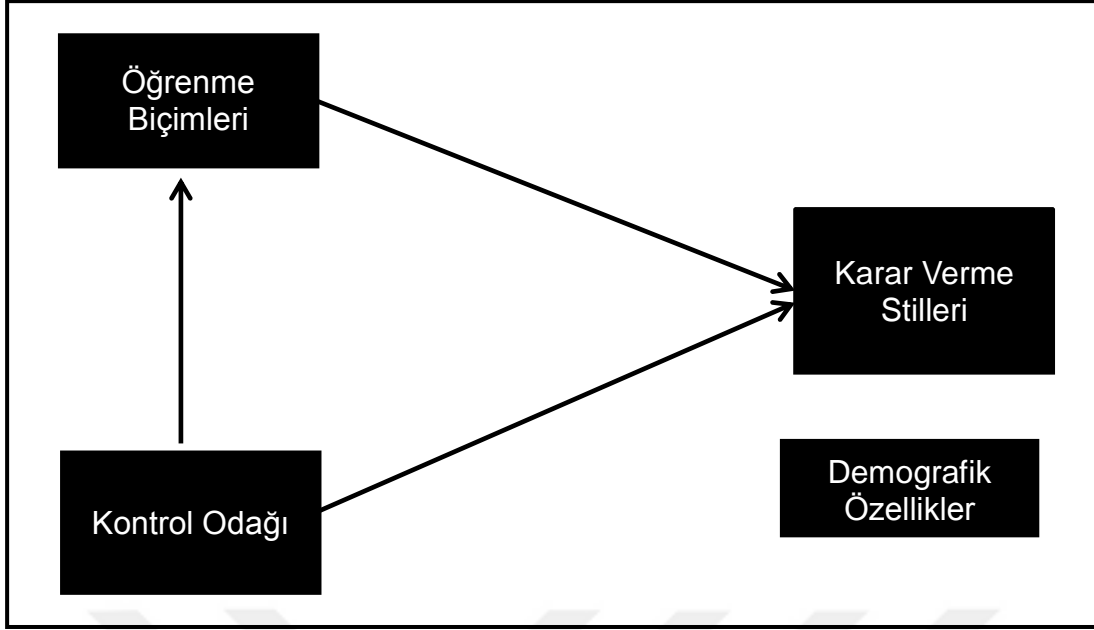 Öğrenme
Biçimleri
Karar Verme
Stilleri
Demografik
Özellikler
Kontrol Odağı